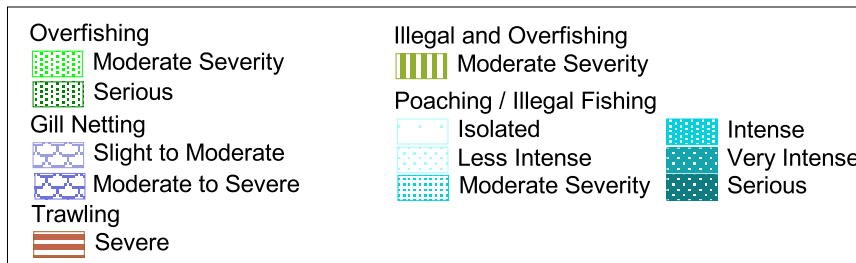 Overfishing
Moderate Severity
Serious
Gill Netting
Slight to Moderate
Moderate to Severe
Trawling
Severe
Illegal and Overfishing
Moderate Severity
Poaching / Illegal Fishing
Isolated
Less Intense
Moderate Severity
Intense
Very Intense
Serious